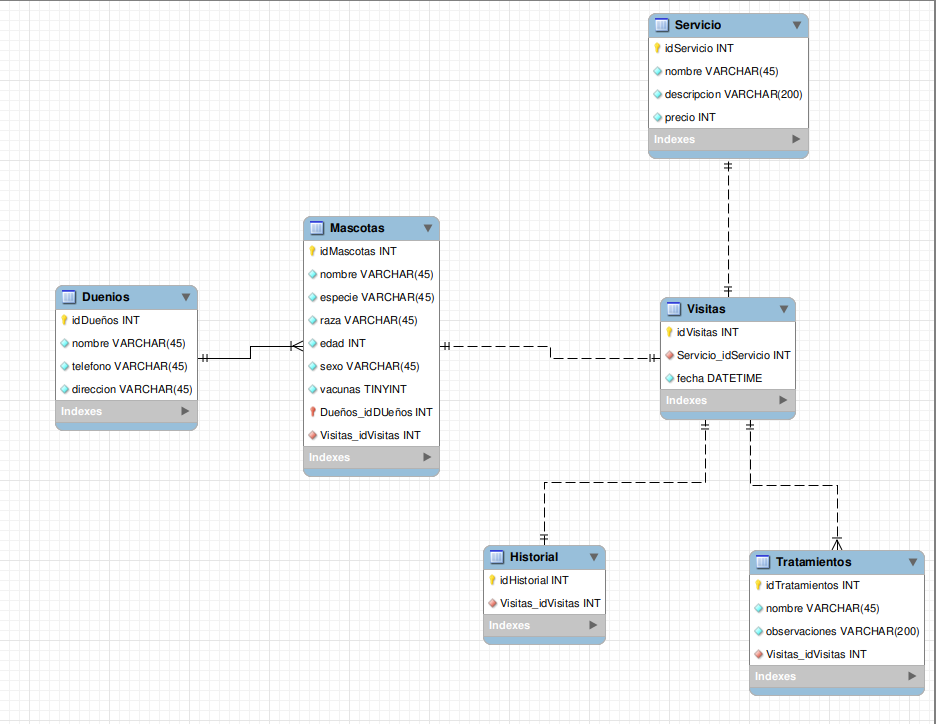 Servicio
idServicio INT
nombre VARCHAR(45)
descripcion VARCHAR(200)
precio INT
Indexes
Mascotas
idMascotas INT
nombre VARCHAR(45)
especie VARCHAR(45)
raza VARCHAR(45)
edad INT
sexo VARCHAR(45)
vacunas TINYINT
Dueños_idDUeños INT
Visitas_idVisitas INT
Indexes
Duenios
idDueños INT
nombre VARCHAR(45)
telefono VARCHAR(45)
direccion VARCHAR(45)
Indexes
Visitas
idVisitas INT
Servicio_idServicio INT
fecha DATETIME
Indexes
Historial
idHistorial INT
Visitas_idVisitas INT
Indexes
Tratamientos
idTratamientos INT
nombre VARCHAR(45)
observaciones VARCHAR(200)
Visitas_idVisitas INT
Indexes